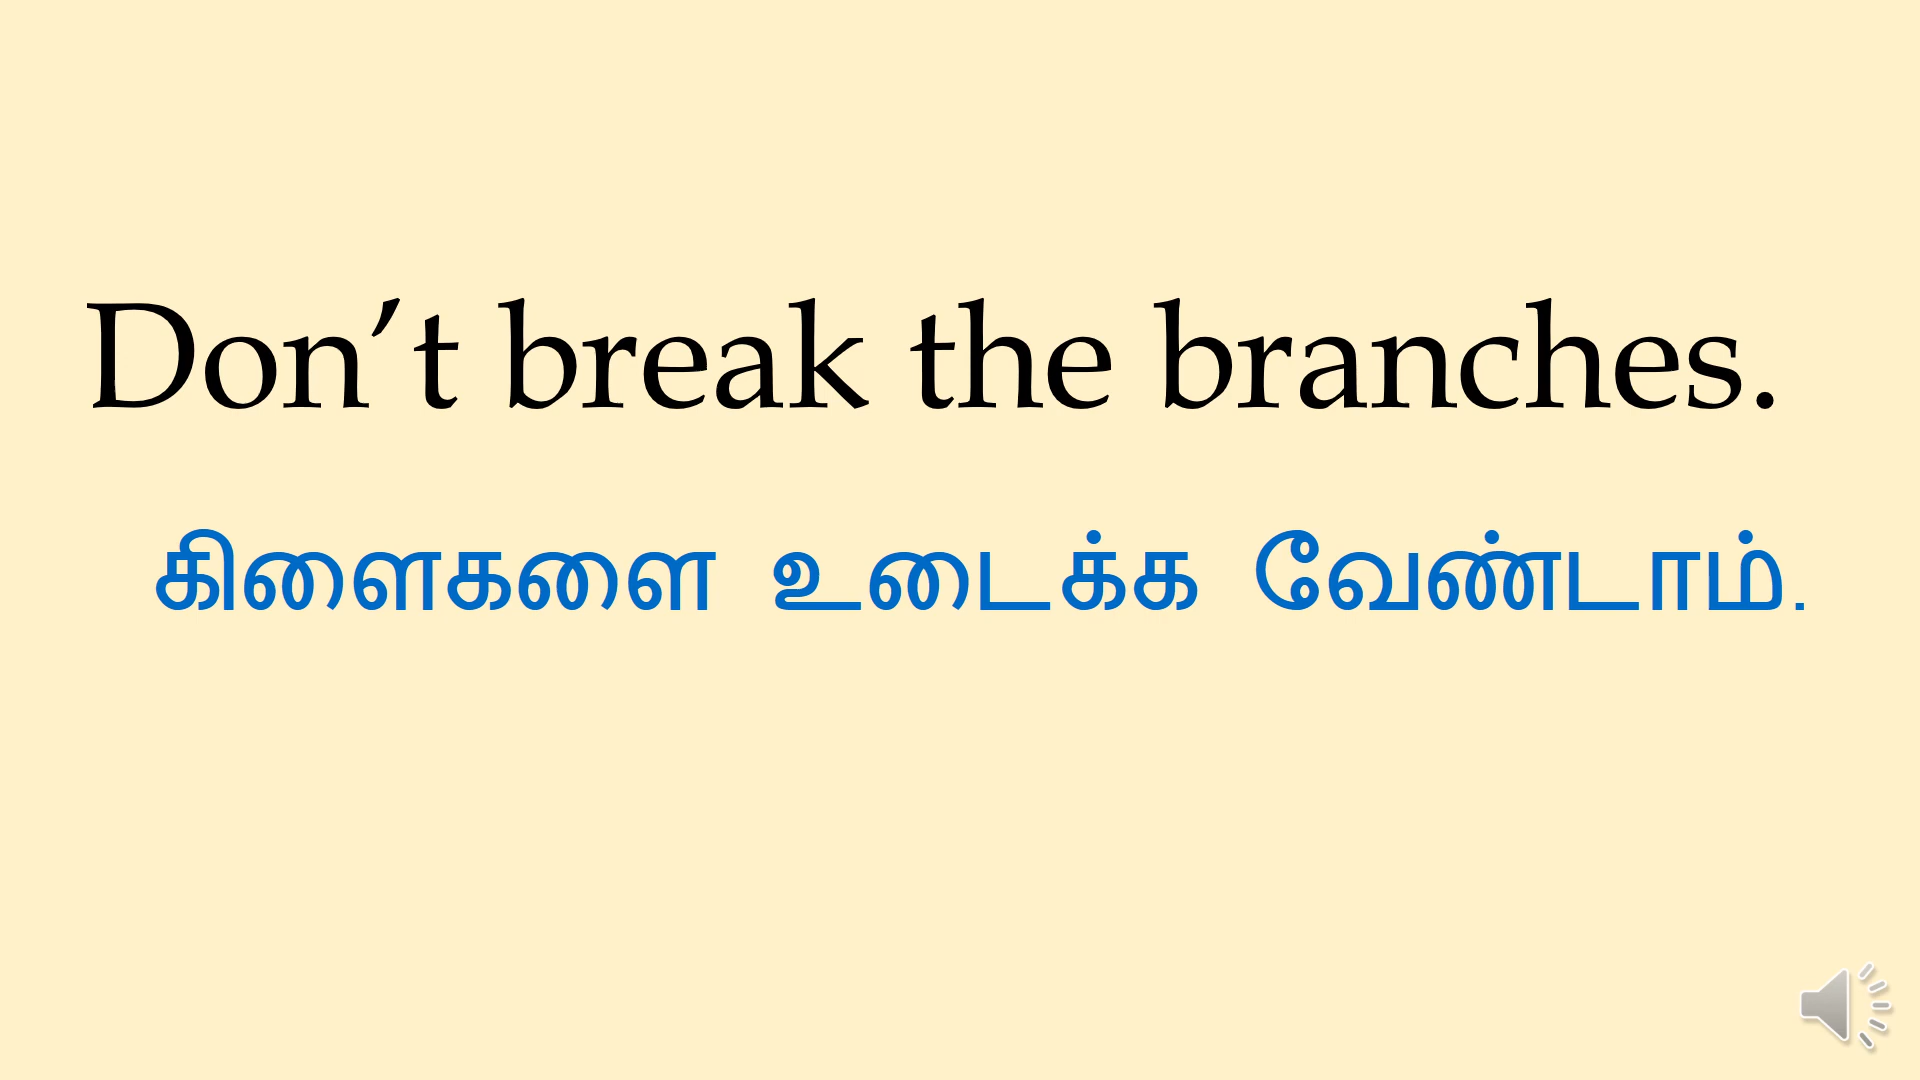 Don’t break the branches.
கிளைகளை உடைக்க வேண்டாம்.